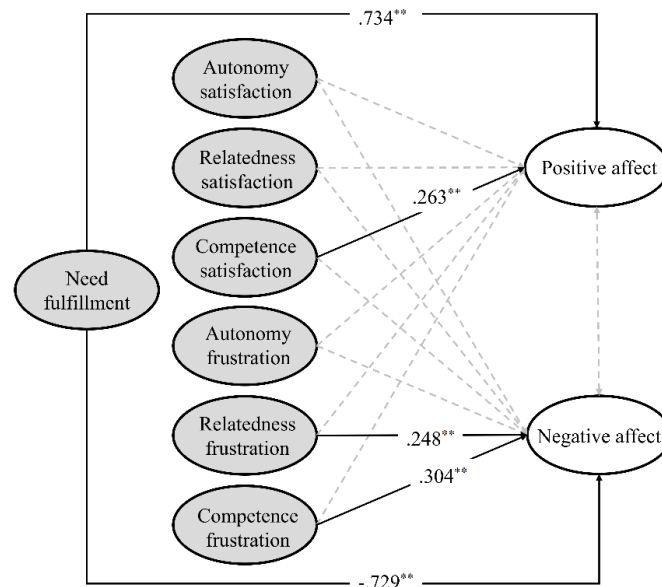 .734**
Autonomy
satisfaction
Relatedness
satisfaction
Positive affect
.263**
Competence
satisfaction
Need
fulfillment
Autonomy
frustration
Relatedness
frustration
.248**
Negative affect
.304**
Competence
frustration
-.729**